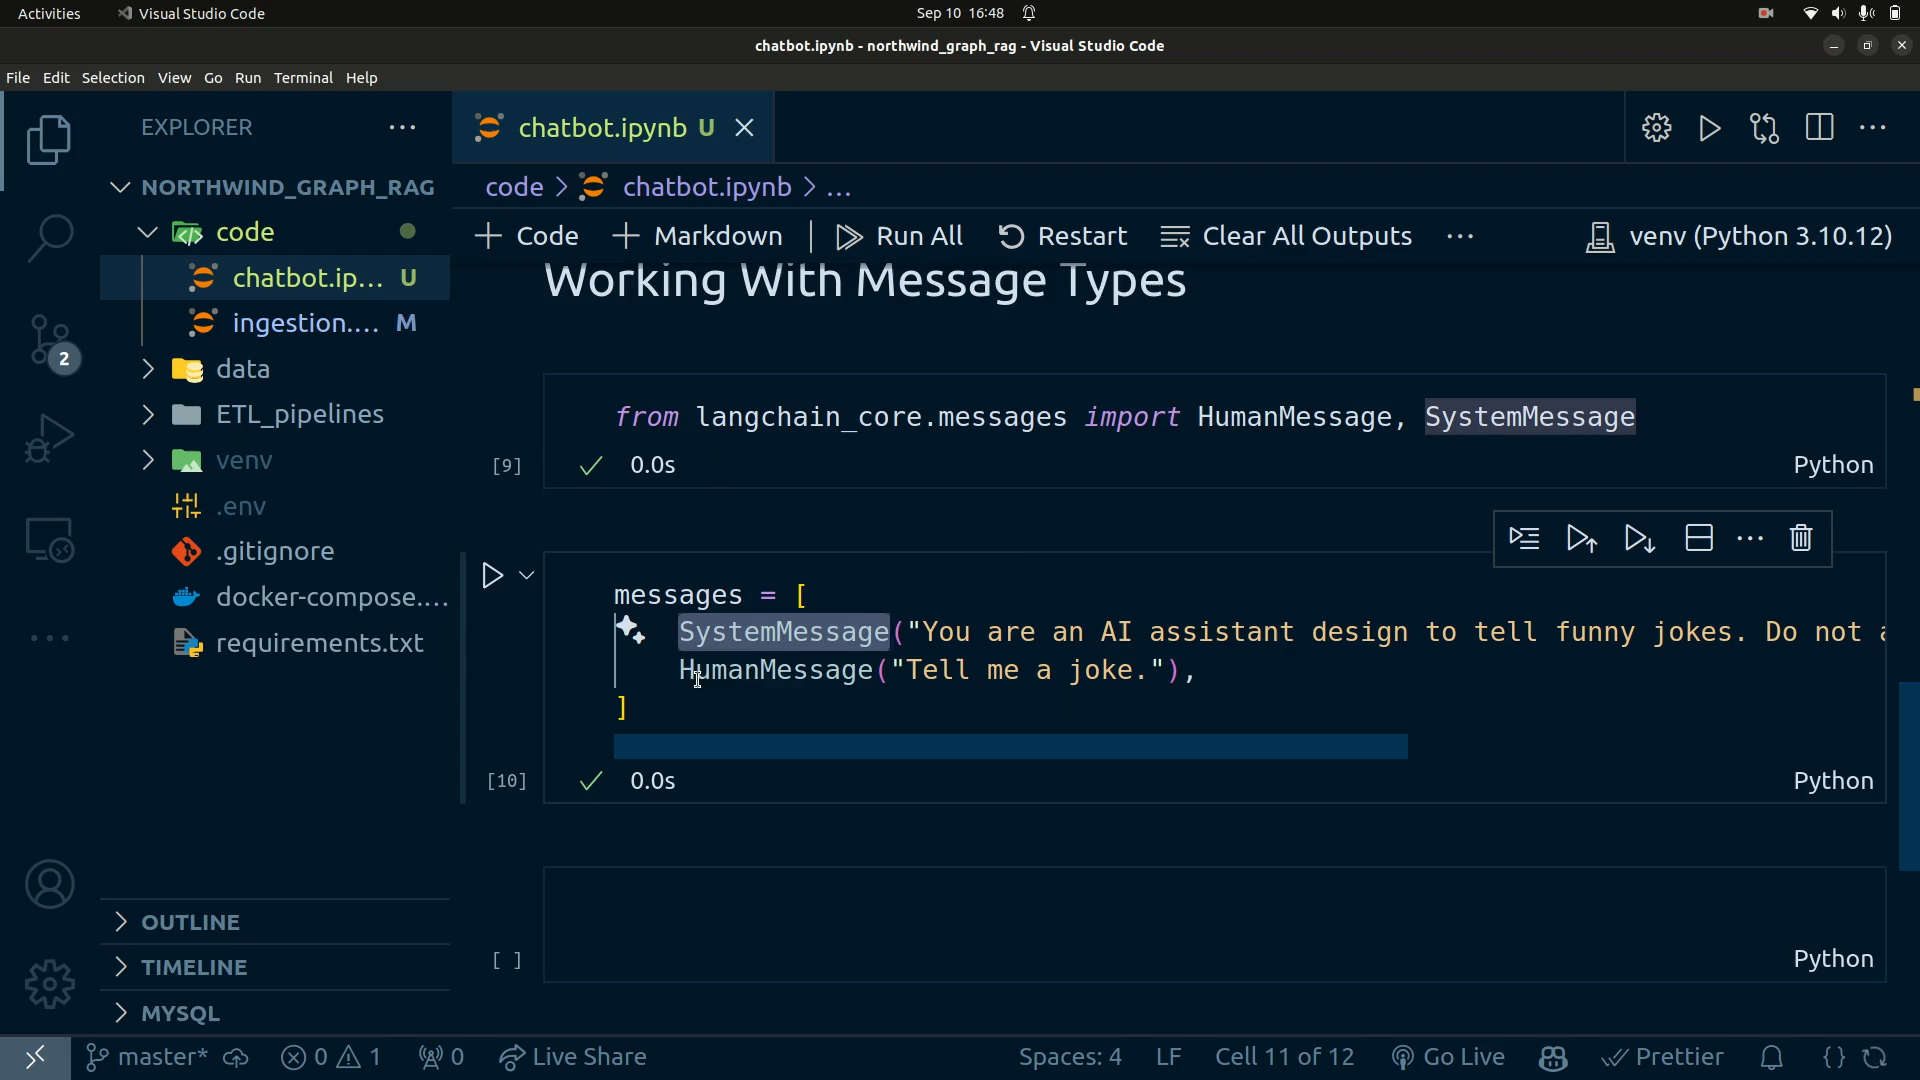 Activities
Visual Studio Code
Sep 10 16:48
chatbot.ipynb - northwind_graph_rag - Visual Studio Code
File Edit Selection View Go Run Terminal Help
EXPLORER
NORTHWIND_GRAPH_RAG
code
chatbot.ip... U
ingestion.... M
data
ETL_pipelines
venv
.env
.gitignore
docker-compose....
requirements.txt
2
OUTLINE
TIMELINE
MYSQL
chatbot.ipynb U
code > chatbot.ipynb > ...
Code Markdown Run All Restart Clear All Outputs ... venv (Python 3.10.12)
Working With Message Types
from langchain_core.messages import HumanMessage, SystemMessage
[9] 0.0s Python
messages = [
SystemMessage("You are an AI assistant design to tell funny jokes. Do not
HumanMessage("Tell me a joke."),
]
[10] 0.0s Python
[ ] Python
master* 0 1 0 Live Share Spaces: 4 LF Cell 11 of 12 Go Live Prettier {}